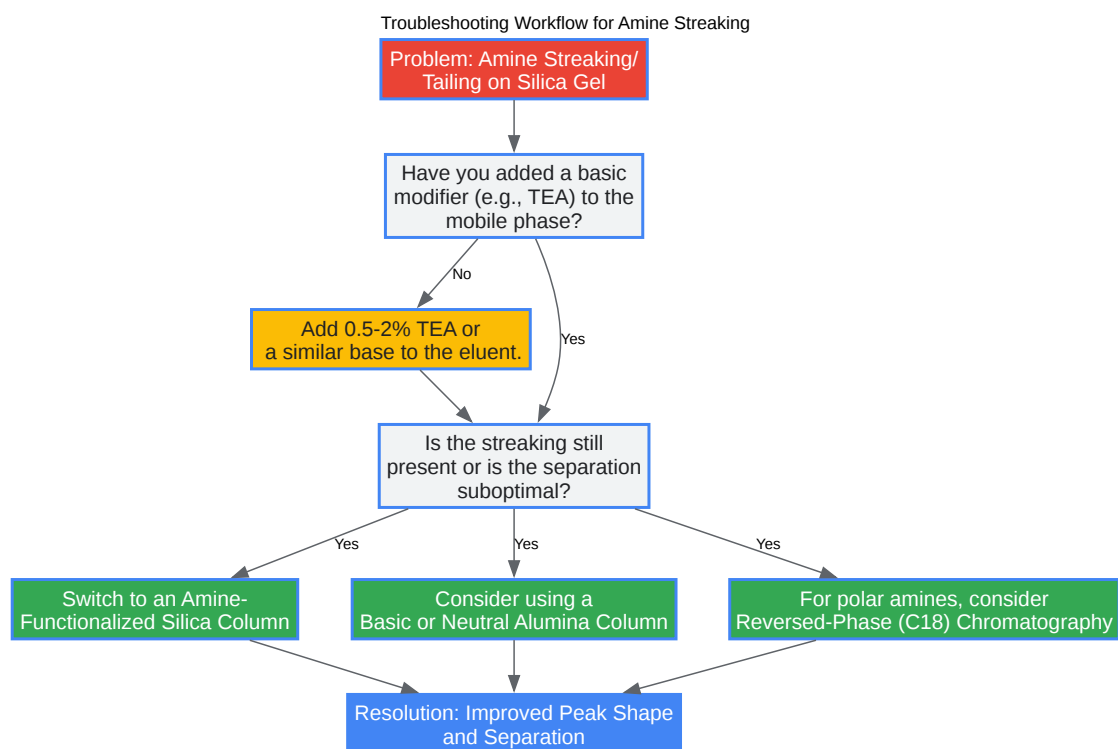 Troubleshooting Workflow for Amine Streaking
Problem: Amine Streaking/
Tailing on Silica Gel
Have you added a basic
modifier (e.g., TEA) to the
mobile phase?
No
Add 0.5-2% TEA or
a similar base to the eluent.
Yes
Is the streaking still
present or is the separation
suboptimal?
Yes
Yes
Yes
Switch to an Amine-
Functionalized Silica Column
Consider using a
Basic or Neutral Alumina Column
For polar amines, consider
Reversed-Phase (C18) Chromatography
Resolution: Improved Peak Shape
and Separation